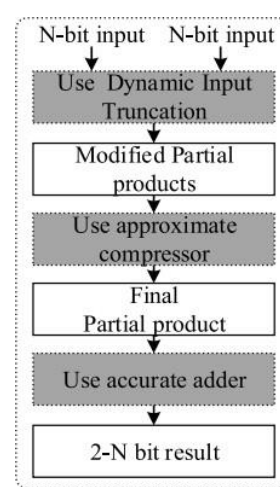 N-bit input N-bit input
Use Dynamic Input
Truncation
Modified Partial
products
Use approximate
compressor
Final
Partial product
Use accurate adder
2-N bit result